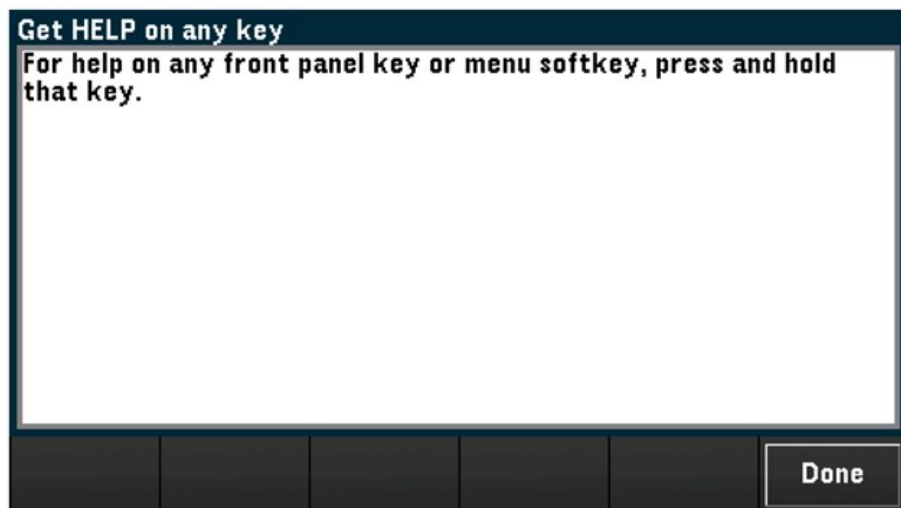 Get HELP on any key
For help on any front panel key or menu softkey, press and hold
that key.
Done